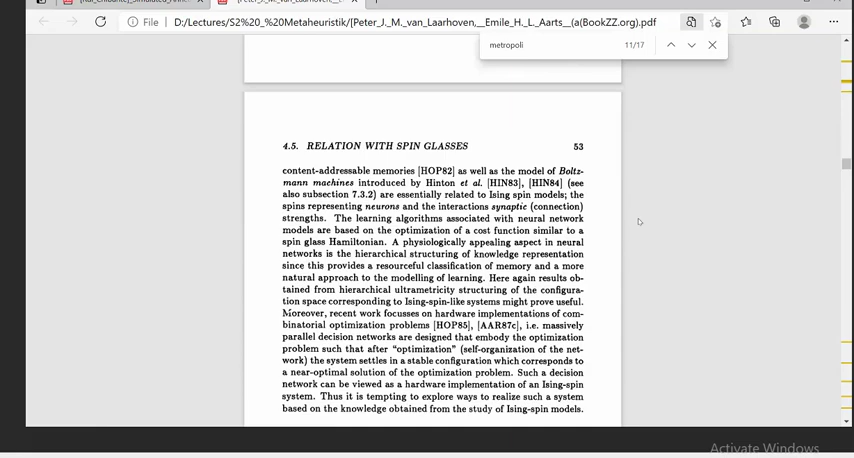 File
D:/Lectures/S2%20_%20Metaheuristik/[Peter_J._M._van_Laarhoven,__Emile_H._L._Aarts__(a(BookZZ.org).pdf
metropoli
11/17
4.5. RELATION WITH SPIN GLASSES 53
content-addressable memories [HOP82] as well as the model of Boltz-
mann machines introduced by Hinton et al. [HIN83], [HIN84] (see
also subsection 7.3.2) are essentially related to Ising spin models; the
spins representing neurons and the interactions synaptic (connection)
strengths. The learning algorithms associated with neural network
models are based on the optimization of a cost function similar to a
spin glass Hamiltonian. A physiologically appealing aspect in neural
networks is the hierarchical structuring of knowledge representation
since this provides a resourceful classification of memory and a more
natural approach to the modelling of learning. Here again results ob-
tained from hierarchical ultrametricity structuring of the configura-
tion space corresponding to Ising-spin-like systems might prove useful.
Moreover, recent work focusses on hardware implementations of com-
binatorial optimization problems [HOP85], [AAR87c], i.e. massively
parallel decision networks are designed that embody the optimization
problem such that after "optimization" (self-organization of the net-
work) the system settles in a stable configuration which corresponds to
a near-optimal solution of the optimization problem. Such a decision
network can be viewed as a hardware implementation of an Ising-spin
system. Thus it is tempting to explore ways to realize such a system
based on the knowledge obtained from the study of Ising-spin models.
Activate Windows